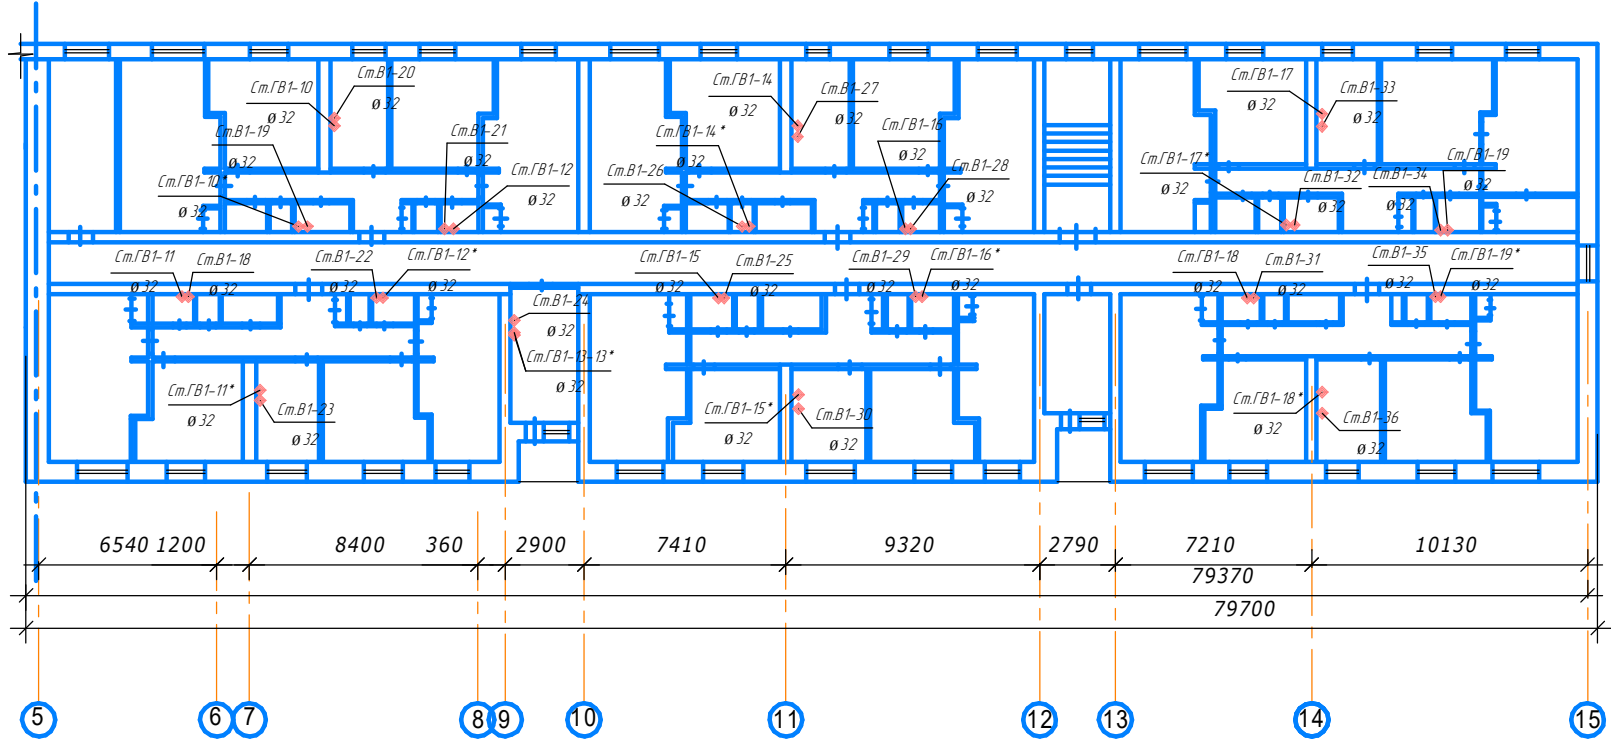 Ст.В1-20
Ст.ГВ1-10
ø 32
ø 32
Ст.В1-19
ø 32
Ст.ГВ1-10*
ø 32
Ст.В1-21
ø 32
Ст.ГВ1-12
ø 32
Ст.ГВ1-14
ø 32
Ст.В1-27
ø 32
Ст.ГВ1-14*
ø 32
Ст.В1-26
ø 32
Ст.ГВ1-16
ø 32
Ст.В1-28
ø 32
Ст.ГВ1-17
ø 32
Ст.В1-33
ø 32
Ст.ГВ1-17*
ø 32
Ст.В1-32
ø 32
Ст.В1-34
ø 32
Ст.ГВ1-19
ø 32
Ст.ГВ1-11
ø 32
Ст.В1-18
ø 32
Ст.В1-22
ø 32
Ст.ГВ1-12*
ø 32
Ст.В1-24
ø 32
Ст.ГВ1-13-13*
ø 32
Ст.ГВ1-15
ø 32
Ст.В1-25
ø 32
Ст.В1-29
ø 32
Ст.ГВ1-16*
ø 32
Ст.ГВ1-18
ø 32
Ст.В1-31
ø 32
Ст.В1-35
ø 32
Ст.ГВ1-19*
ø 32
Ст.ГВ1-11*
ø 32
Ст.В1-23
ø 32
Ст.ГВ1-15*
ø 32
Ст.В1-30
ø 32
Ст.ГВ1-18*
ø 32
Ст.В1-36
ø 32
6540 1200 8400 360 2900 7410 9320 2790 7210 10130
79370
79700
5 6 7 8 9 10 11 12 13 14 15